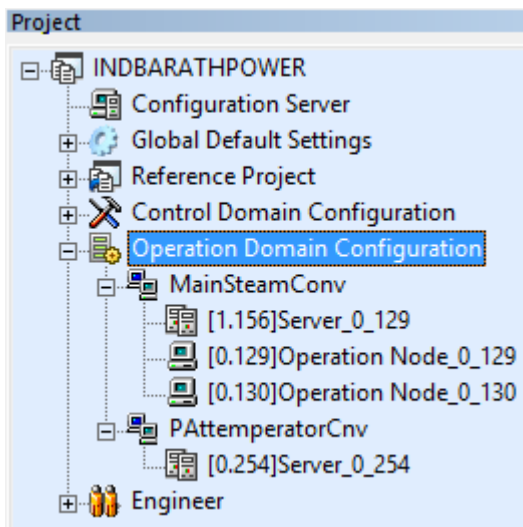 Project
INDBARATHPOWER
Configuration Server
Global Default Settings
Reference Project
Control Domain Configuration
Operation Domain Configuration
MainSteamConv
[1.156]Server_0_129
[0.129]Operation Node_0_129
[0.130]Operation Node_0_130
PAttemperatorCnv
[0.254]Server_0_254
Engineer